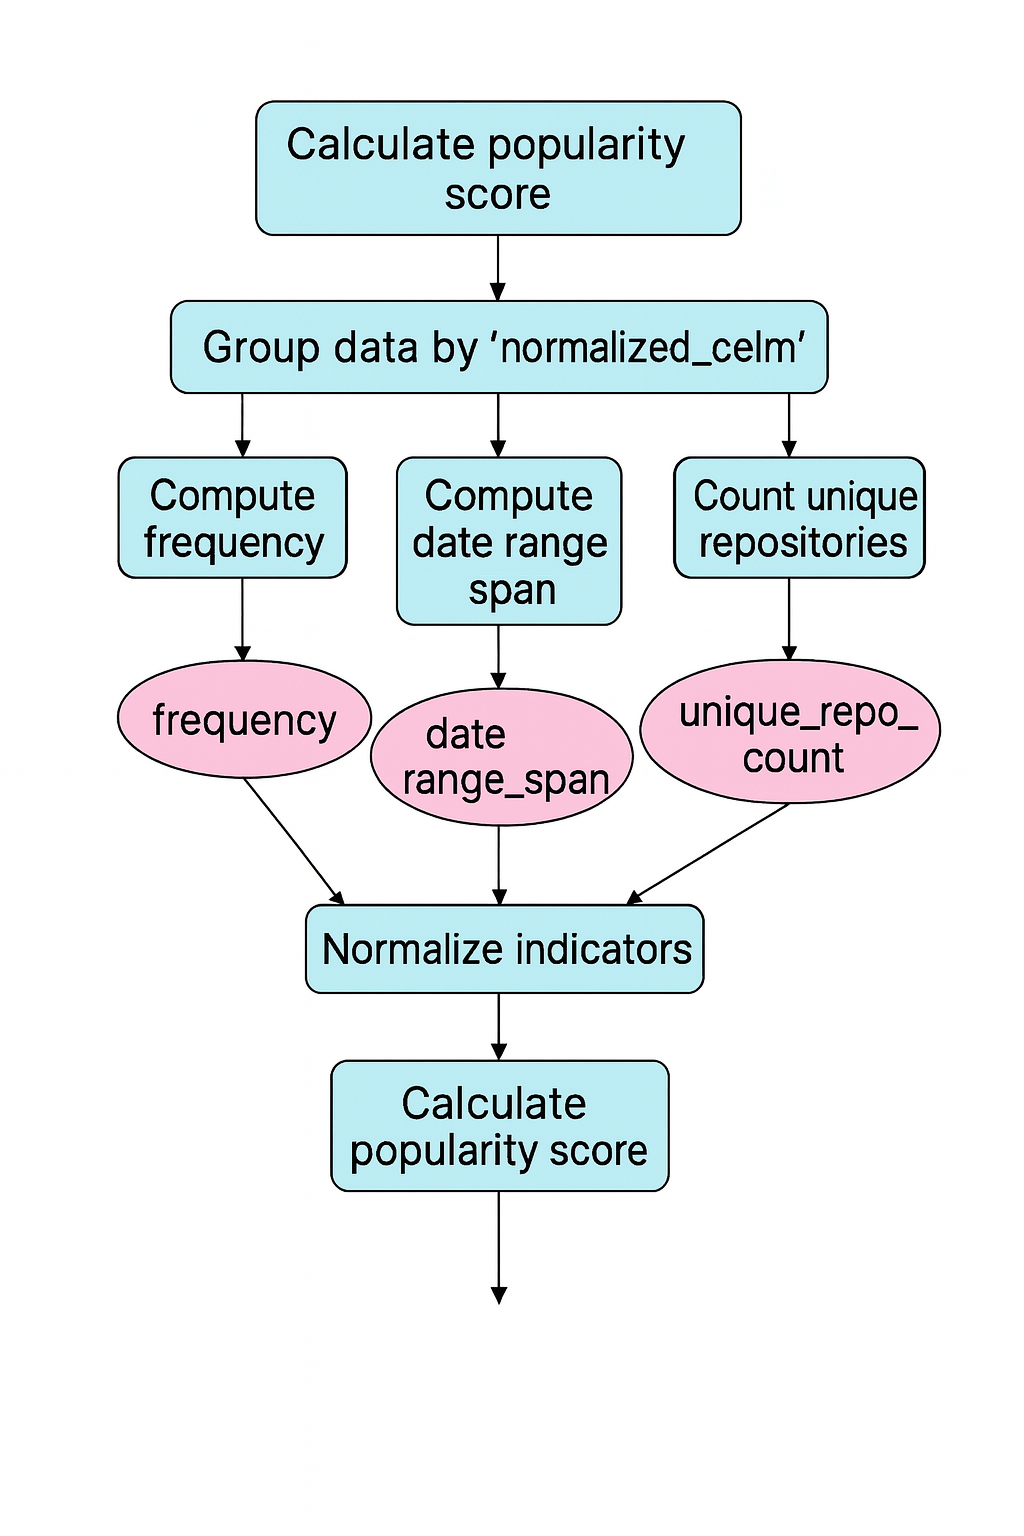 Calculate popularity
score
Group data by ‘normalized_celm’
Compute
frequency
Compute
date range
span
Count unique
repositories
frequency
date
range_span
unique_repo_
count
Normalize indicators
Calculate
popularity score